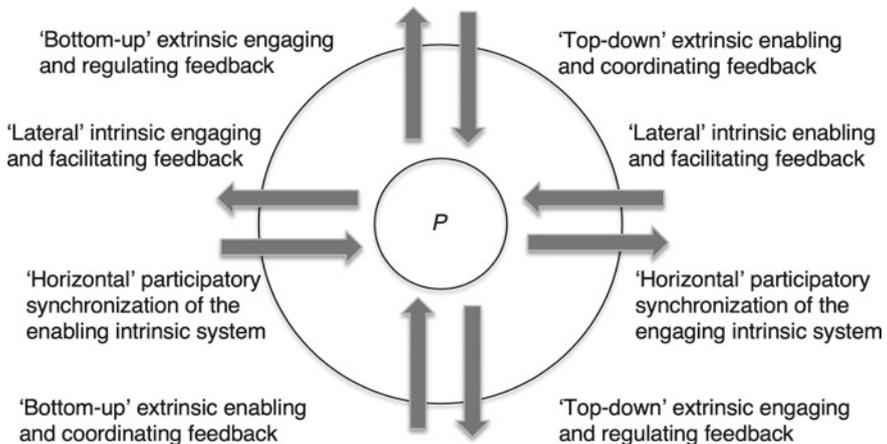 ‘Bottom-up’ extrinsic engaging
and regulating feedback
‘Top-down’ extrinsic enabling
and coordinating feedback
‘Lateral’ intrinsic engaging
and facilitating feedback
‘Lateral’ intrinsic enabling
and facilitating feedback
P
‘Horizontal’ participatory
synchronization of the
enabling intrinsic system
‘Horizontal’ participatory
synchronization of the
engaging intrinsic system
‘Bottom-up’ extrinsic enabling
and coordinating feedback
‘Top-down’ extrinsic engaging
and regulating feedback